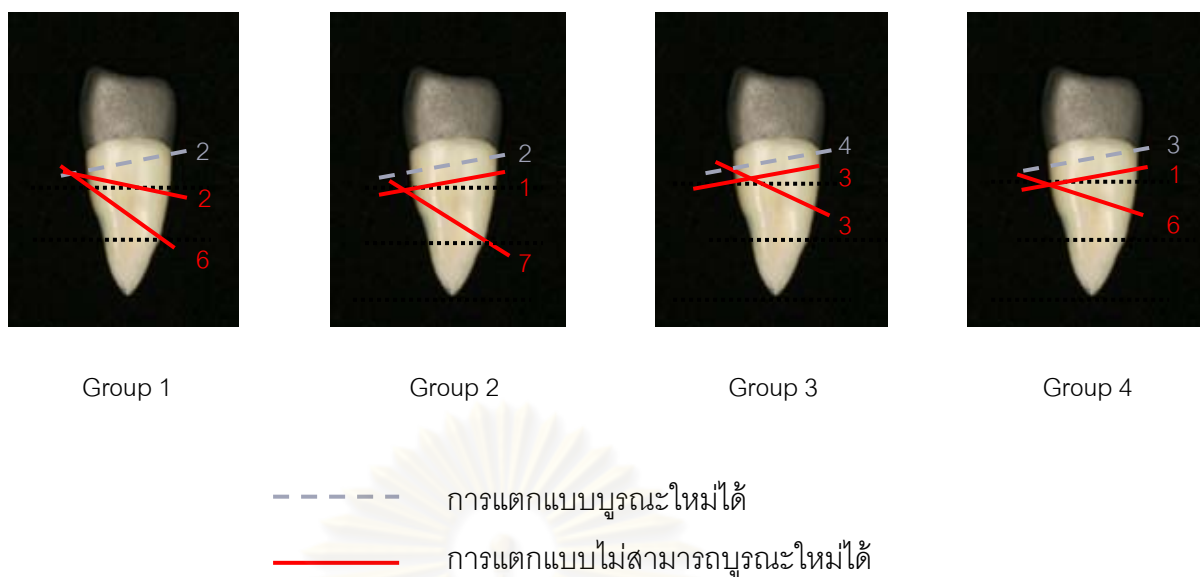 2
2
6
2
1
7
4
3
3
3
1
6
Group 1
Group 2
Group 3
Group 4
การแตกแบบบูรณะใหม่ได้
การแตกแบบไม่สามารถบูรณะใหม่ได้